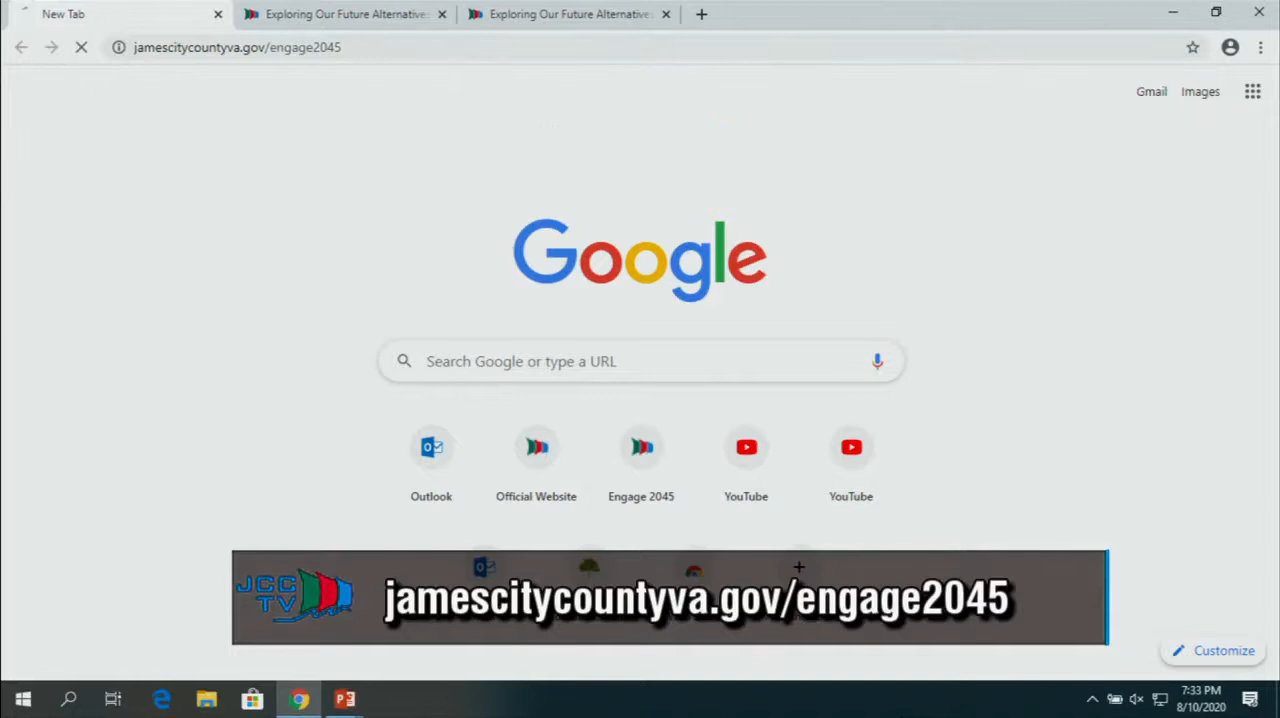 New Tab
Exploring Our Future Alternative
Exploring Our Future Alternative
jamescitycountyva.gov/engage2045
Gmail Images
Google
Search Google or type a URL
Outlook Official Website Engage 2045 YouTube YouTube
JCC
TV
jamescitycountyva.gov/engage2045
Customize
7:33 PM
8/10/2020